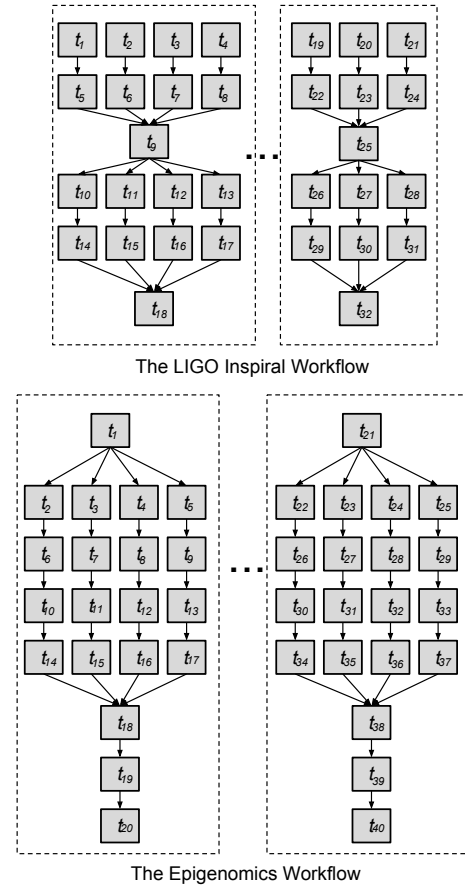 t1 t2 t3 t4 t19 t20 t21
t5 t6 t7 t8 t22 t23 t24
t9 ... t25
t10 t11 t12 t13 t26 t27 t28
t14 t15 t16 t17 t29 t30 t31
t18 t32
The LIGO Inspiral Workflow
t1 t21
t2 t3 t4 t5 t22 t23 t24 t25
t6 t7 t8 t9 t26 t27 t28 t29
...
t10 t11 t12 t13 t30 t31 t32 t33
t14 t15 t16 t17 t34 t35 t36 t37
t18 t38
t19 t39
t20 t40
The Epigenomics Workflow